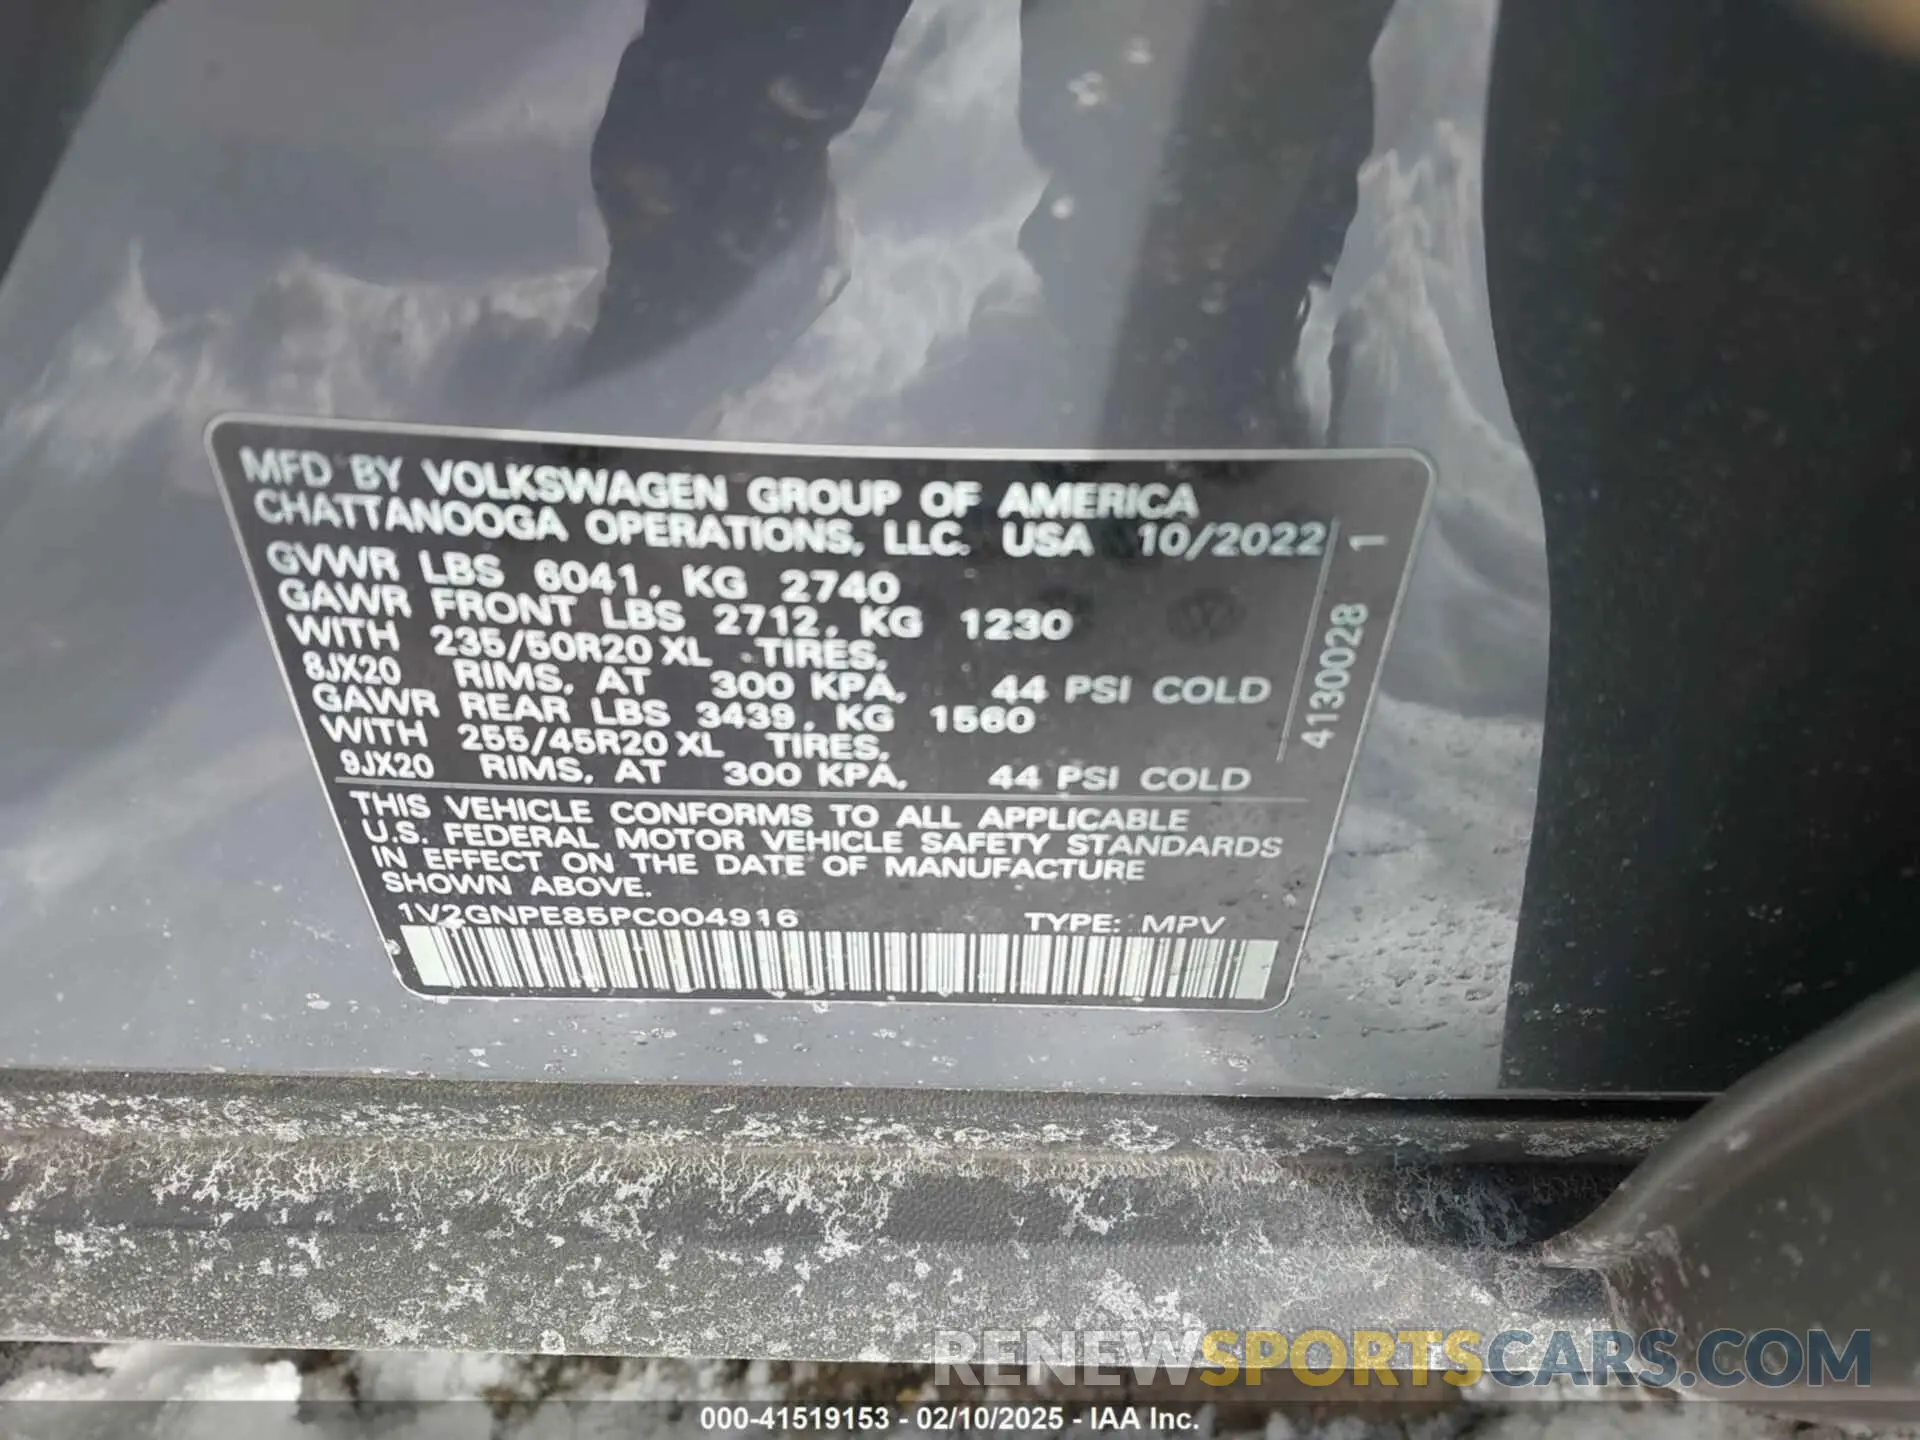 MFD BY VOLKSWAGEN GROUP OF AMERICA
CHATTANOOGA OPERATIONS, LLC. USA 10/2022
GVWR LBS 6041, KG 2740
GAWR FRONT LBS 2712, KG 1230
WITH 235/50R20 XL TIRES,
8JX20 RIMS, AT 300 KPA, 44 PSI COLD
GAWR REAR LBS 3439, KG 1560
WITH 255/45R20 XL TIRES,
9JX20 RIMS, AT 300 KPA, 44 PSI COLD
4130028 1
THIS VEHICLE CONFORMS TO ALL APPLICABLE
U.S. FEDERAL MOTOR VEHICLE SAFETY STANDARDS
IN EFFECT ON THE DATE OF MANUFACTURE
SHOWN ABOVE.
1V2GNPE85PC004916 TYPE: MPV
RENEWSPORTSCARS.COM
000-41519153 - 02/10/2025 - IAA Inc.